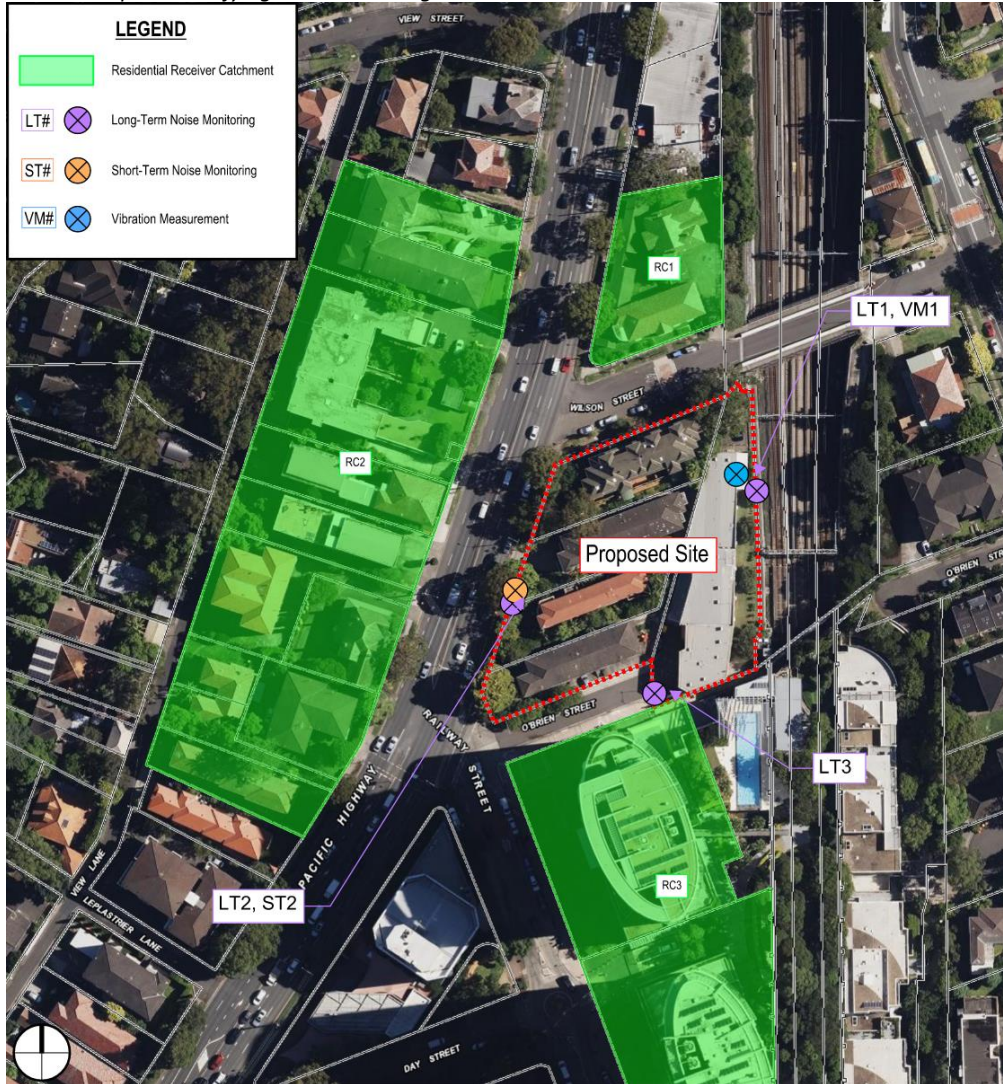 LEGEND
Residential Receiver Catchment
LT#
Long-Term Noise Monitoring
ST#
Short-Term Noise Monitoring
VM#
Vibration Measurement
VIEW STREET
RC1
LT1, VM1
WILSON STREET
RC2
Proposed Site
O'BRIEN ST
O'BRIEN STREET
RAILWAY
STREET
LT3
PACIFIC HIGHWAY
RC3
VIEW LANE
LEPLASTRIER LANE
LT2, ST2
DAY STREET